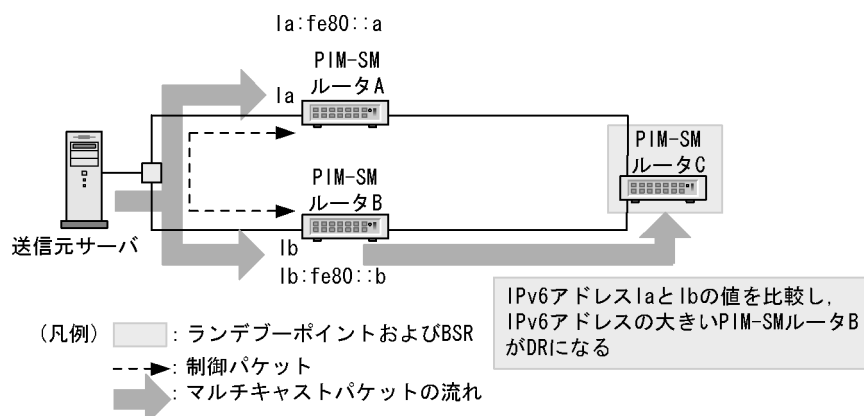 Ia:fe80::a
PIM-SM
ルータA
Ia
PIM-SM
ルータC
PIM-SM
ルータB
送信元サーバ
Ib
Ib:fe80::b
IPv6アドレスIaとIbの値を比較し,
IPv6アドレスの大きいPIM-SMルータB
がDRになる
(凡例)
：ランデブーポイントおよびBSR
：制御パケット
：マルチキャストパケットの流れ